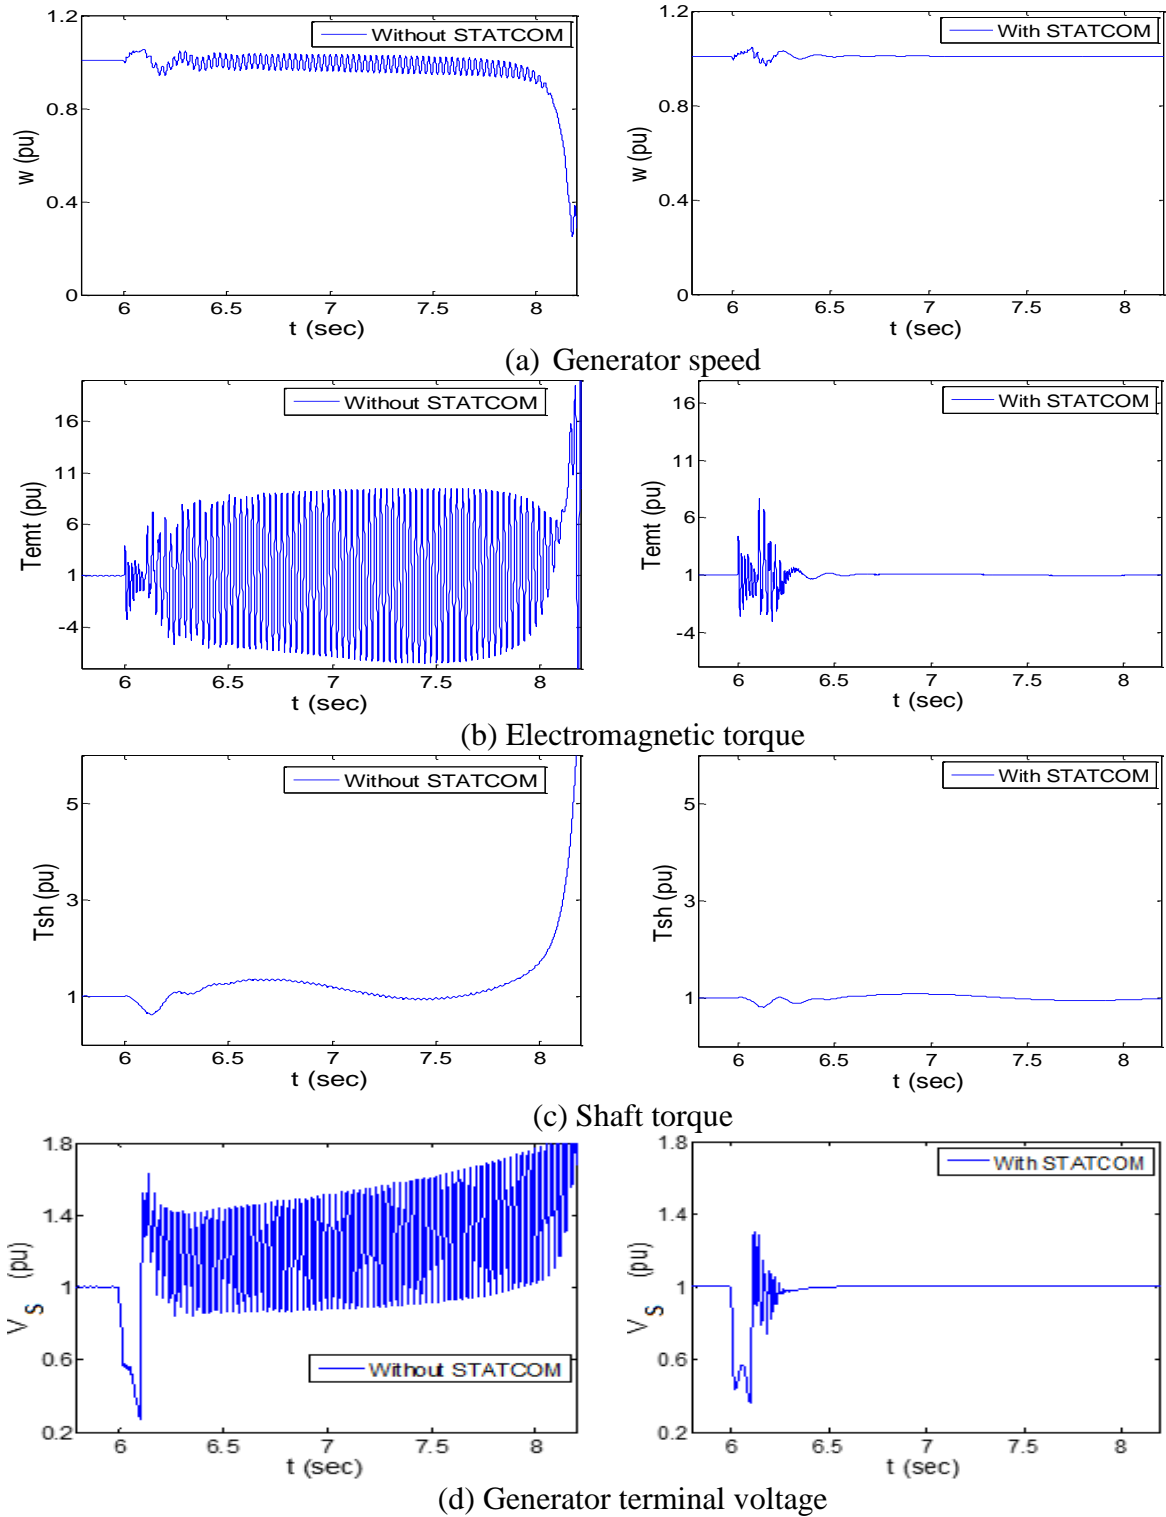 1.2
0.8
0.4
0
w (pu)
Without STATCOM
6 6.5 7 7.5 8
t (sec)
1.2
0.8
0.4
0
w (pu)
With STATCOM
6 6.5 7 7.5 8
t (sec)
(a) Generator speed
16
11
6
1
-4
Temt (pu)
Without STATCOM
6 6.5 7 7.5 8
t (sec)
16
11
6
1
-4
Temt (pu)
With STATCOM
6 6.5 7 7.5 8
t (sec)
(b) Electromagnetic torque
5
3
1
Tsh (pu)
Without STATCOM
6 6.5 7 7.5 8
t (sec)
5
3
1
Tsh (pu)
With STATCOM
6 6.5 7 7.5 8
t (sec)
(c) Shaft torque
1.8
1.4
1
0.6
0.2
V_S (pu)
Without STATCOM
6 6.5 7 7.5 8
t (sec)
1.8
1.4
1
0.6
0.2
V_S (pu)
With STATCOM
6 6.5 7 7.5 8
t (sec)
(d) Generator terminal voltage